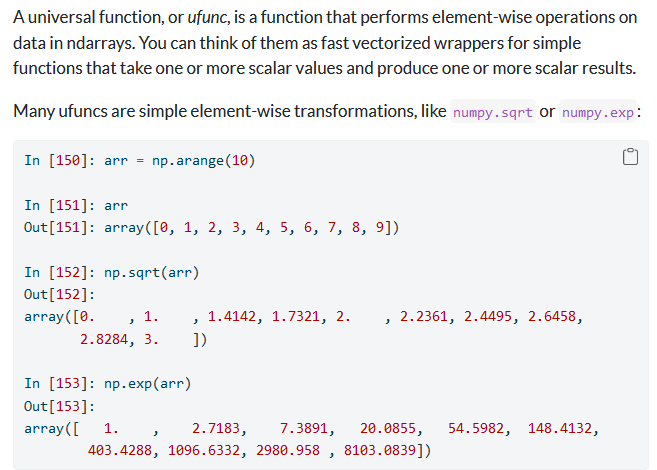 A universal function, or ufunc, is a function that performs element-wise operations on
data in ndarrays. You can think of them as fast vectorized wrappers for simple
functions that take one or more scalar values and produce one or more scalar results.
Many ufuncs are simple element-wise transformations, like numpy.sqrt or numpy.exp:
In [150]: arr = np.arange(10)
In [151]: arr
Out[151]: array([0, 1, 2, 3, 4, 5, 6, 7, 8, 9])
In [152]: np.sqrt(arr)
Out[152]:
array([0.    , 1.    , 1.4142, 1.7321, 2.    , 2.2361, 2.4495, 2.6458,
       2.8284, 3.    ])
In [153]: np.exp(arr)
Out[153]:
array([   1.    ,    2.7183,    7.3891,   20.0855,   54.5982,  148.4132,
        403.4288, 1096.6332, 2980.958 , 8103.0839])